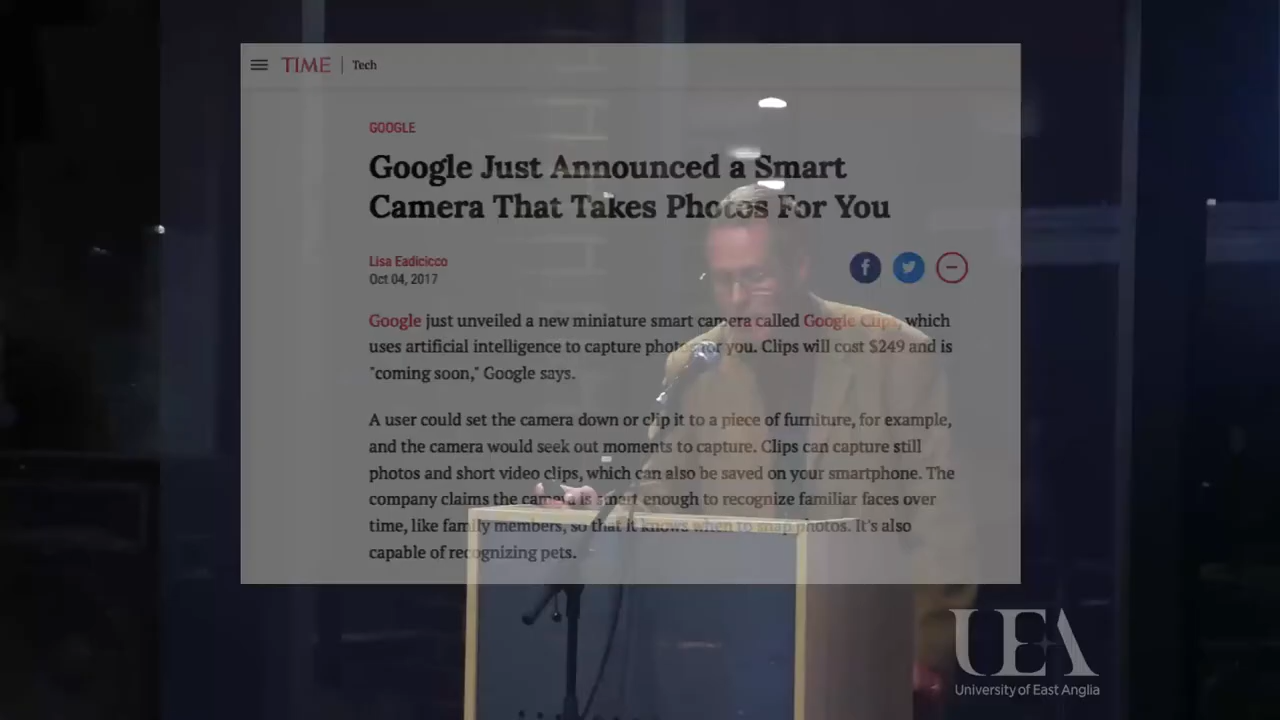 TIME | Tech
GOOGLE
Google Just Announced a Smart
Camera That Takes Photos For You
Lisa Eadicicco
Oct 04, 2017
Google just unveiled a new miniature smart camera called Google Clips, which
uses artificial intelligence to capture photos for you. Clips will cost $249 and is
"coming soon," Google says.
A user could set the camera down or clip it to a piece of furniture, for example,
and the camera would seek out moments to capture. Clips can capture still
photos and short video clips, which can also be saved on your smartphone. The
company claims the camera is smart enough to recognize familiar faces over
time, like family members, so that it knows when to snap photos. It's also
capable of recognizing pets.
UEA
University of East Anglia